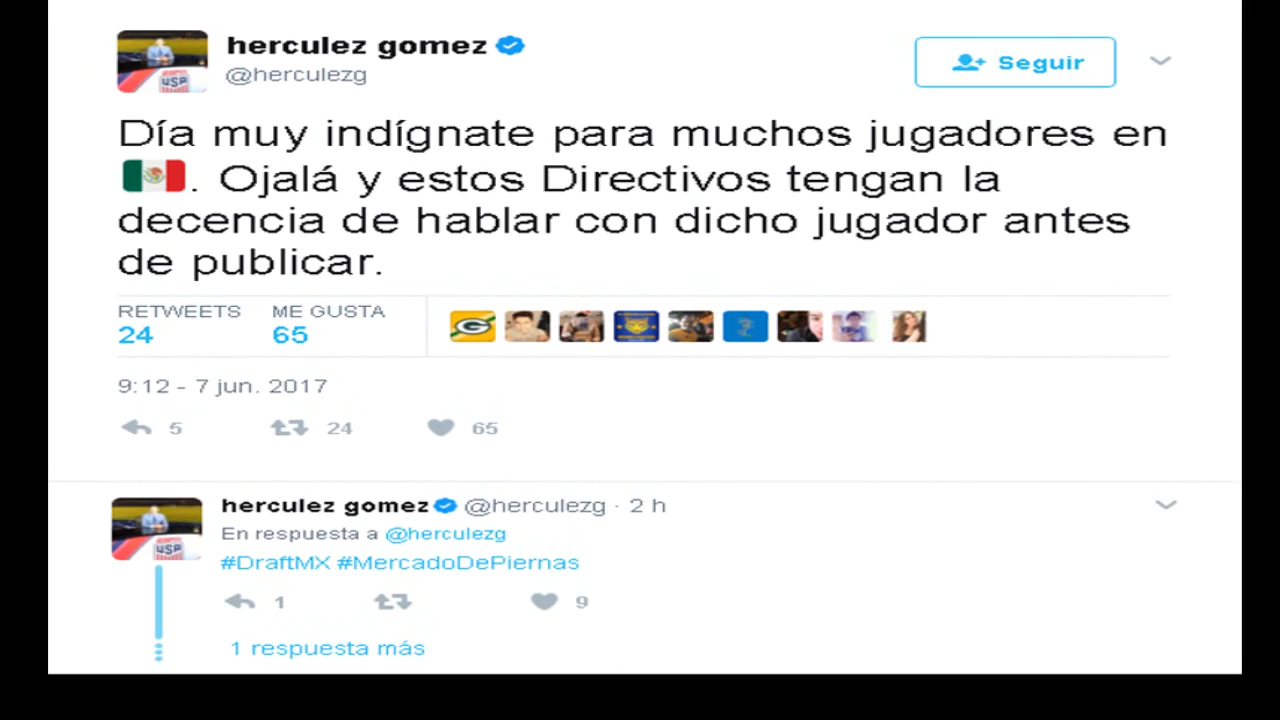 herculez gomez
@herculezg
Seguir
Día muy indígnate para muchos jugadores en
🇲🇽. Ojalá y estos Directivos tengan la
decencia de hablar con dicho jugador antes
de publicar.
RETWEETS ME GUSTA
24 65
9:12 - 7 jun. 2017
5 24 65
herculez gomez @herculezg · 2 h
En respuesta a @herculezg
#DraftMX #MercadoDePiernas
1 9
1 respuesta más